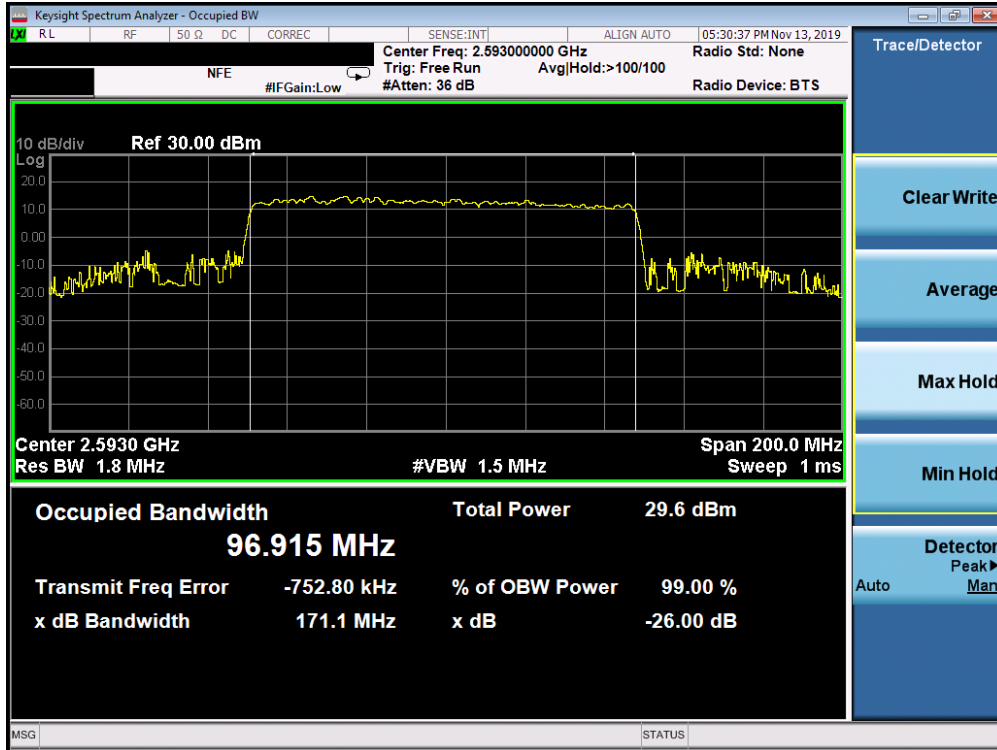 Keysight Spectrum Analyzer - Occupied BW
LXI RL RF 50 Ω DC CORREC SENSE:INT ALIGN AUTO 05:30:37 PM Nov 13, 2019
Center Freq: 2.593000000 GHz Radio Std: None
NFE Trig: Free Run Avg|Hold:>100/100
#IFGain:Low #Atten: 36 dB Radio Device: BTS
Trace/Detector
10 dB/div Ref 30.00 dBm
Log
20.0
10.0
0.00
-10.0
-20.0
-30.0
-40.0
-50.0
-60.0
Center 2.5930 GHz Span 200.0 MHz
Res BW 1.8 MHz #VBW 1.5 MHz Sweep 1 ms
Occupied Bandwidth Total Power 29.6 dBm
96.915 MHz
Transmit Freq Error -752.80 kHz % of OBW Power 99.00 %
x dB Bandwidth 171.1 MHz x dB -26.00 dB
Clear Write
Average
Max Hold
Min Hold
Detector
Peak▶
Auto Man
MSG STATUS